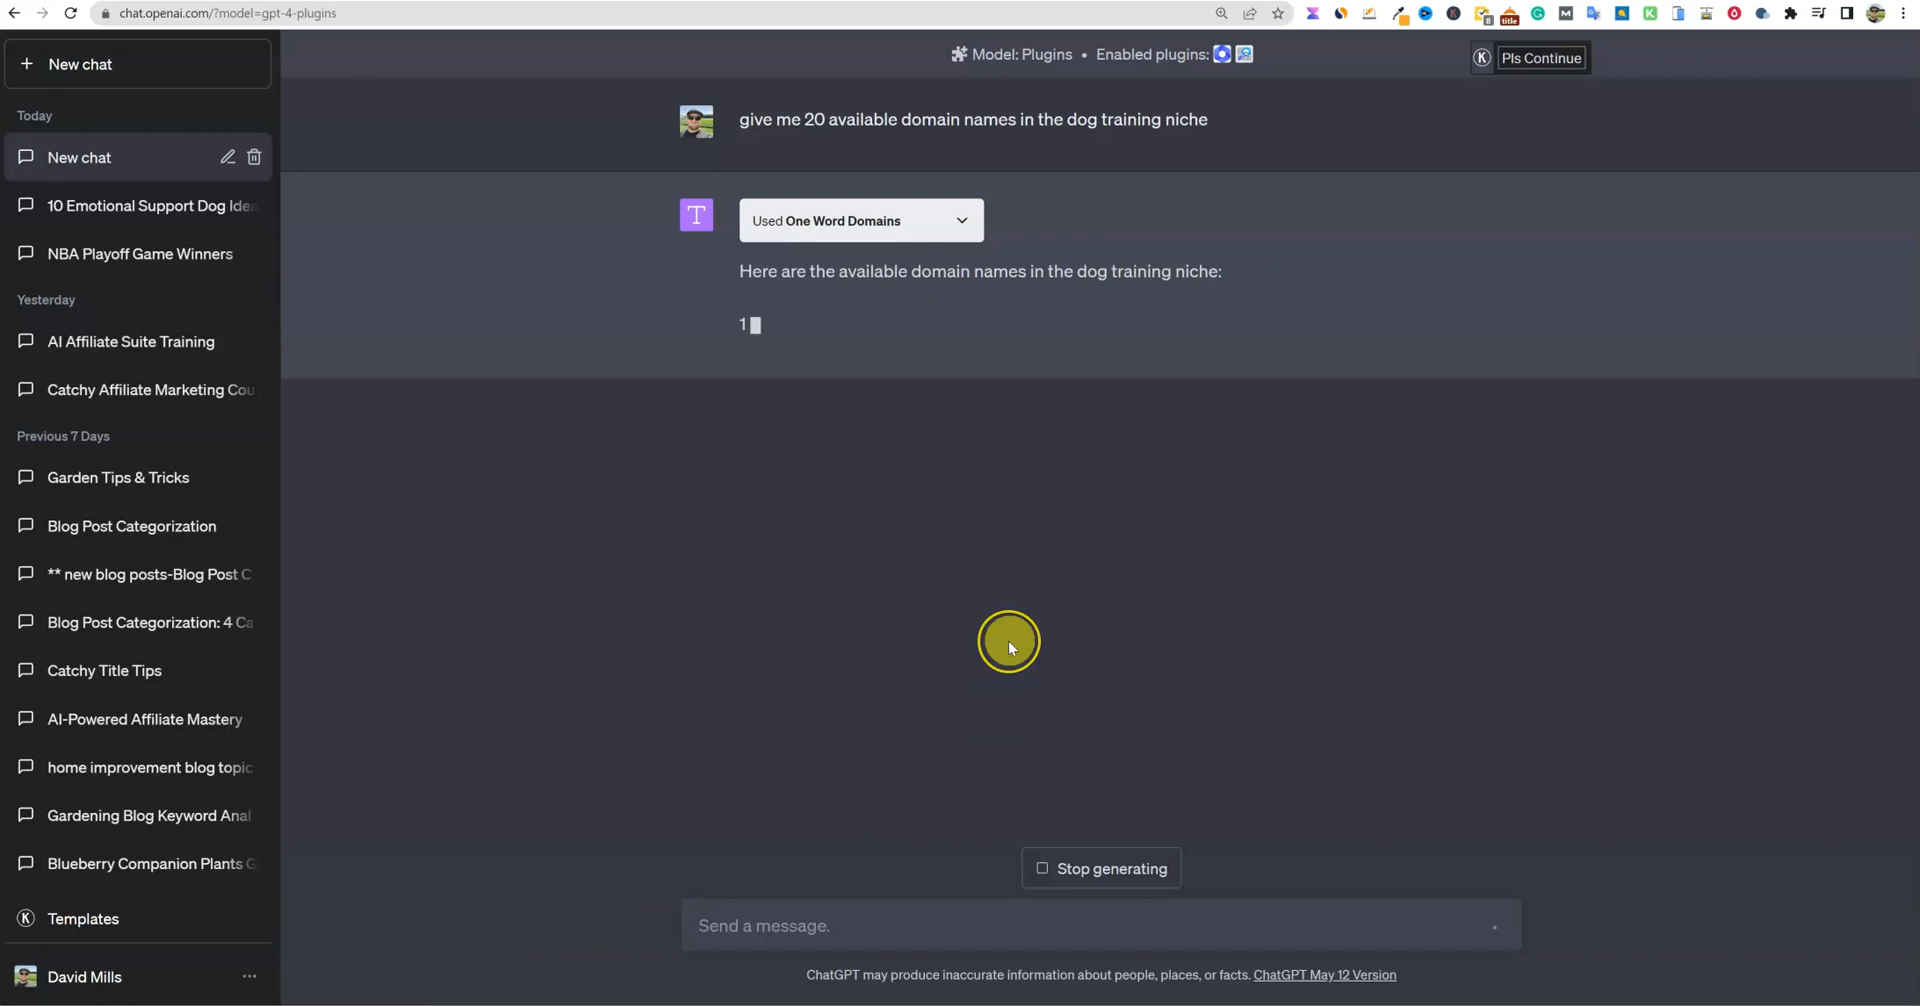 chat.openai.com/?model=gpt-4-plugins
8
title
New chat
Today
New chat
10 Emotional Support Dog Idea
NBA Playoff Game Winners
Yesterday
AI Affiliate Suite Training
Catchy Affiliate Marketing Cou
Previous 7 Days
Garden Tips & Tricks
Blog Post Categorization
** new blog posts-Blog Post C
Blog Post Categorization: 4 Ca
Catchy Title Tips
AI-Powered Affiliate Mastery
home improvement blog topic
Gardening Blog Keyword Anal
Blueberry Companion Plants G
K Templates
David Mills
Model: Plugins • Enabled plugins:
K Pls Continue
give me 20 available domain names in the dog training niche
T
Used One Word Domains
Here are the available domain names in the dog training niche:
1
Stop generating
Send a message.
ChatGPT may produce inaccurate information about people, places, or facts. ChatGPT May 12 Version